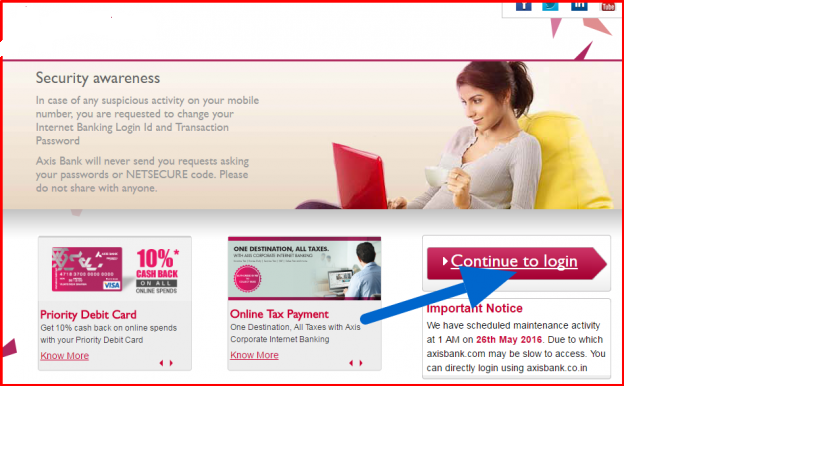 Security awareness
In case of any suspicious activity on your mobile
number, you are requested to change your
Internet Banking Login Id and Transaction
Password
Axis Bank will never send you requests asking
your passwords or NETSECURE code. Please
do not share with anyone.
10%*
CASH BACK
ON ALL
ONLINE SPENDS
VISA
Priority Debit Card
Get 10% cash back on online spends
with your Priority Debit Card
Know More
ONE DESTINATION, ALL TAXES.
WITH AXIS CORPORATE INTERNET BANKING.
Online Tax Payment
One Destination, All Taxes with Axis
Corporate Internet Banking
Know More
Continue to login
Important Notice
We have scheduled maintenance activity
at 1 AM on 26th May 2016. Due to which
axisbank.com may be slow to access. You
can directly login using axisbank.co.in